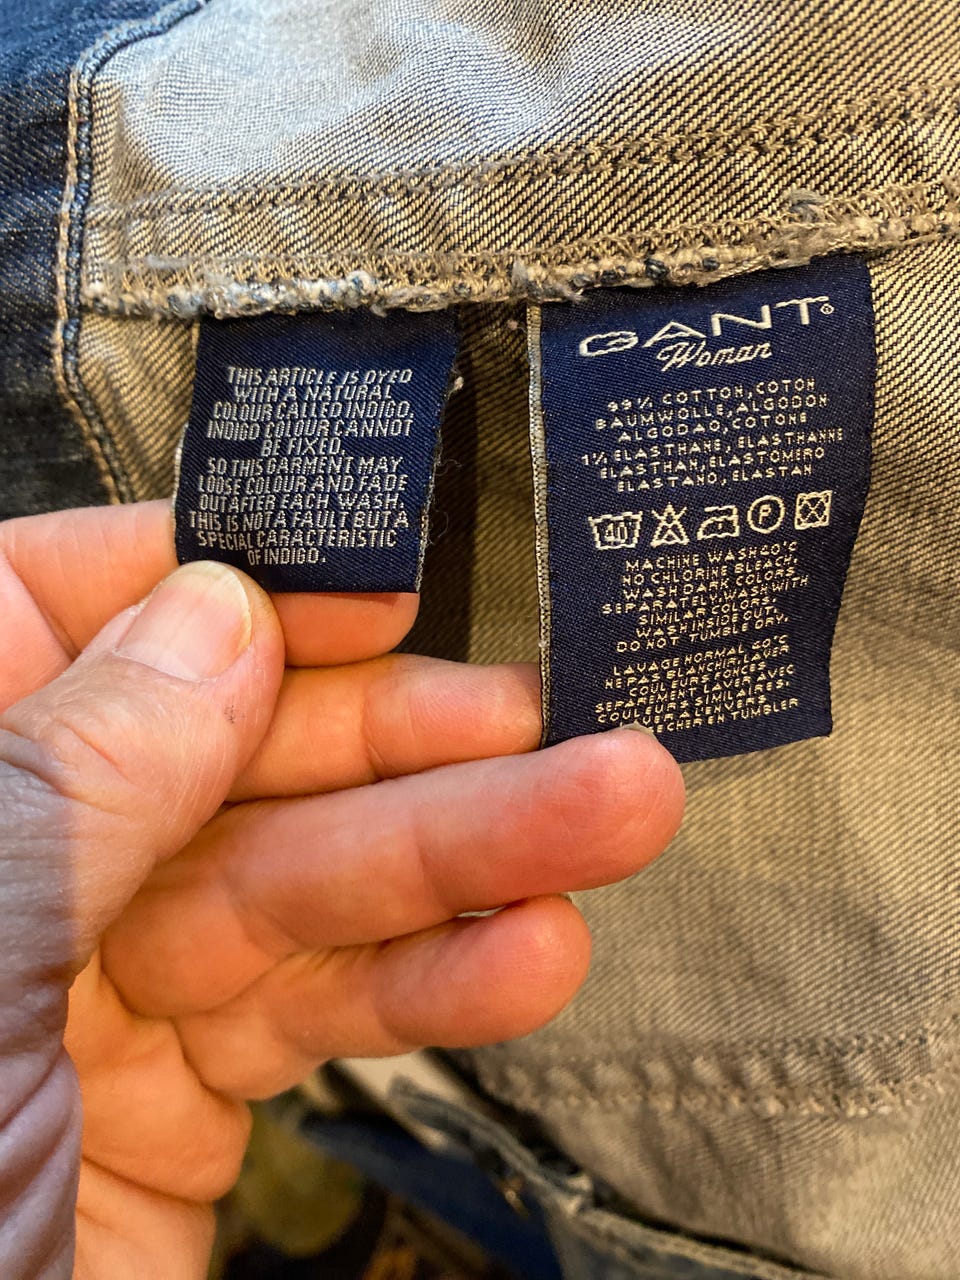 THIS ARTICLE IS DYED
WITH A NATURAL
COLOUR CALLED INDIGO.
INDIGO COLOUR CANNOT
BE FIXED.
SO THIS GARMENT MAY
LOOSE COLOUR AND FADE
OUT AFTER EACH WASH.
THIS IS NOT A FAULT BUT A
SPECIAL CARACTERISTIC
OF INDIGO.
GANT®
Woman
99% COTTON, COTON
BAUMWOLLE, ALGODON
ALGODAO, COTONE
1% ELASTHANE, ELASTHANNE
ELASTHAN, ELASTOMERO
ELASTANO, ELASTAN
40 P
MACHINE WASH 40°C
NO CHLORINE BLEACH,
WASH DARK COLORS
SEPARATELY, WASH WITH
SIMILAR COLORS.
WASH INSIDE OUT,
DO NOT TUMBLE DRY.
LAVAGE NORMAL 40°C
NE PAS BLANCHIR, LAVER
COULEURS FONCES
SEPAREMENT LAVER AVEC
COULEURS SIMILAIRES.
LAVER A L'ENVERS
SECHER EN TUMBLER